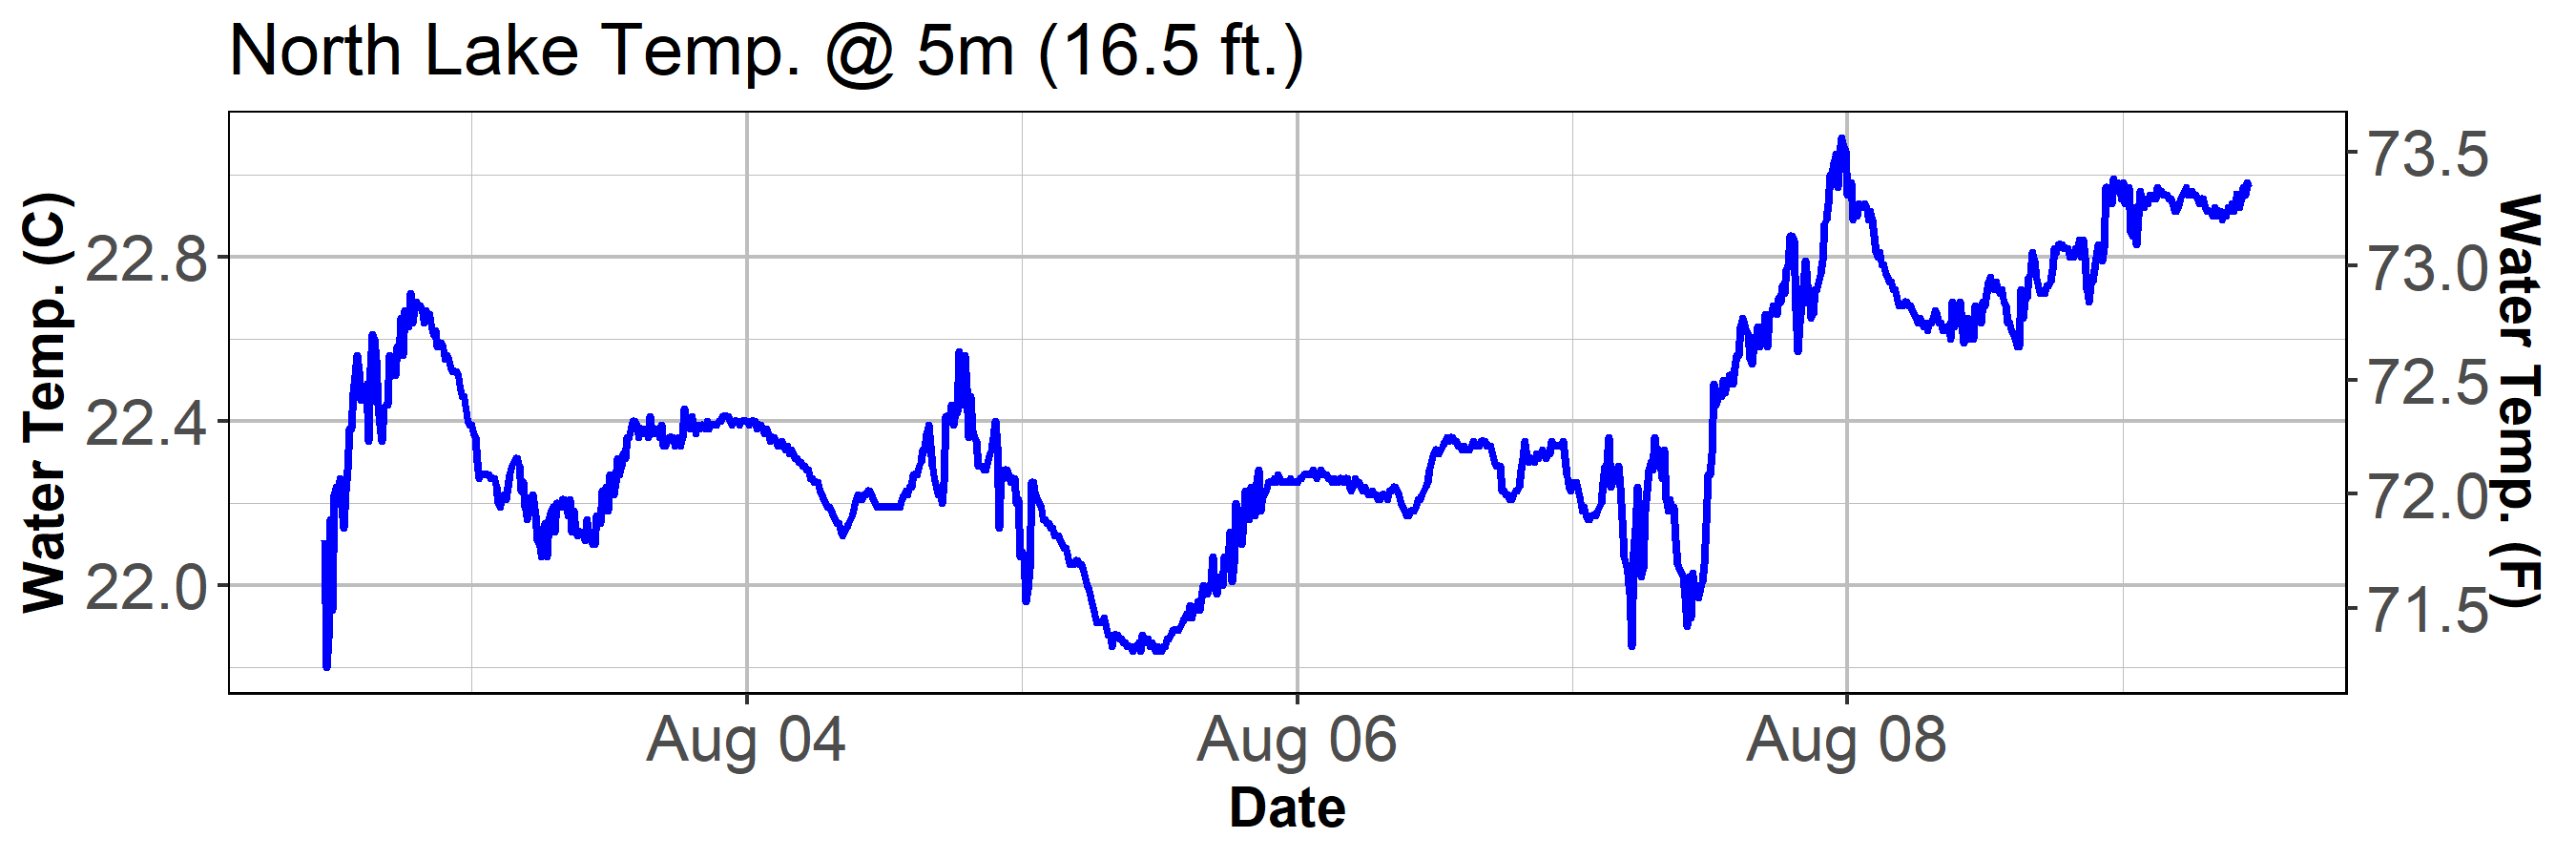 North Lake Temp. @ 5m (16.5 ft.)
Water Temp. (C)
22.8
22.4
22.0
73.5
73.0
72.5
72.0
71.5
Water Temp. (F)
Aug 04 Aug 06 Aug 08
Date